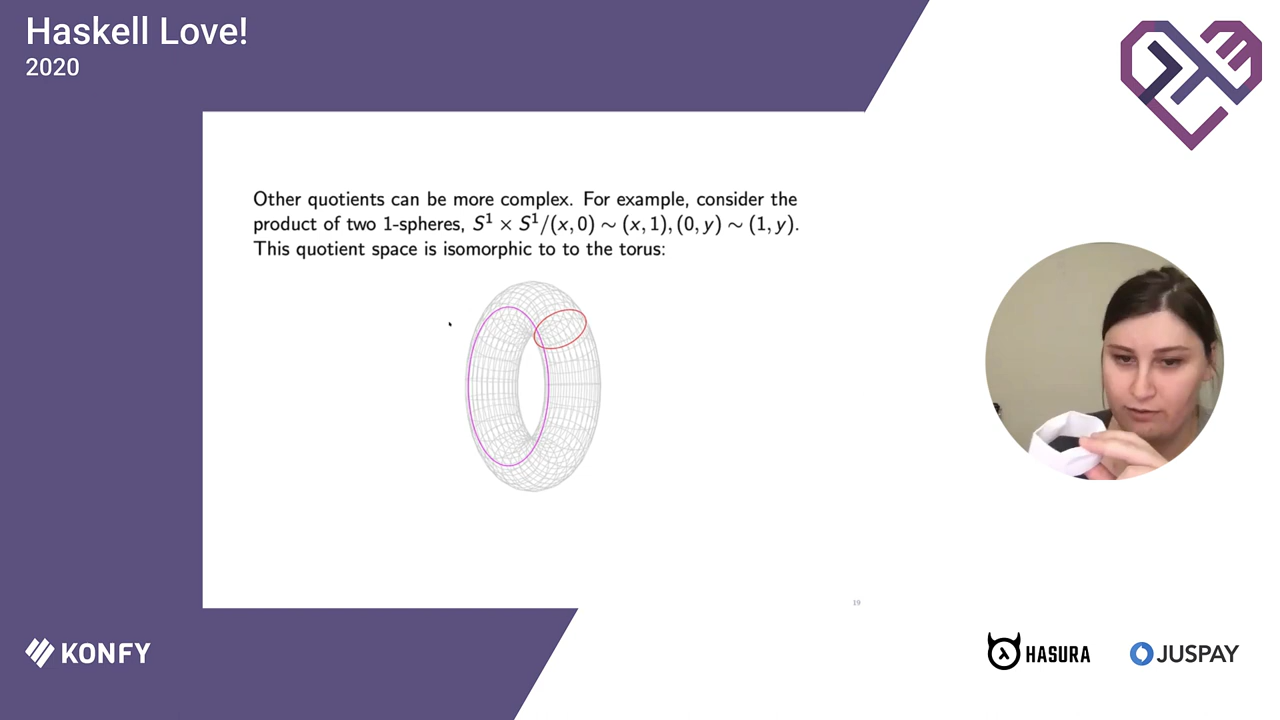 Haskell Love!
2020
Other quotients can be more complex. For example, consider the
product of two 1-spheres, S¹ × S¹/(x, 0) ∼ (x, 1), (0, y) ∼ (1, y).
This quotient space is isomorphic to to the torus:
19
KONFY
HASURA
JUSPAY